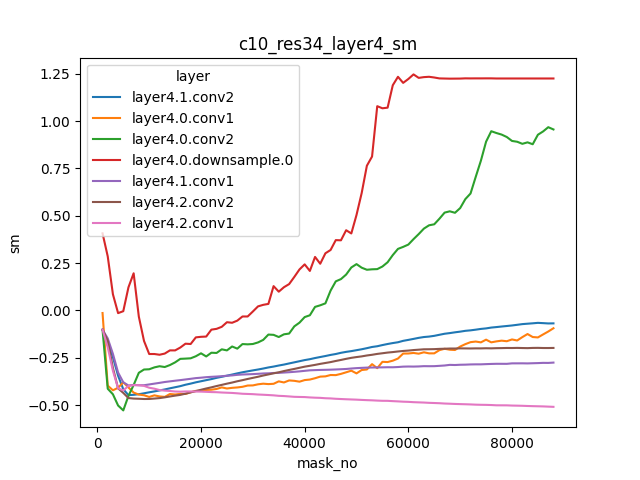 c10_res34_layer4_sm
layer
layer4.1.conv2
layer4.0.conv1
layer4.0.conv2
layer4.0.downsample.0
layer4.1.conv1
layer4.2.conv2
layer4.2.conv1
sm
1.25
1.00
0.75
0.50
0.25
0.00
−0.25
−0.50
0
20000
40000
60000
80000
mask_no